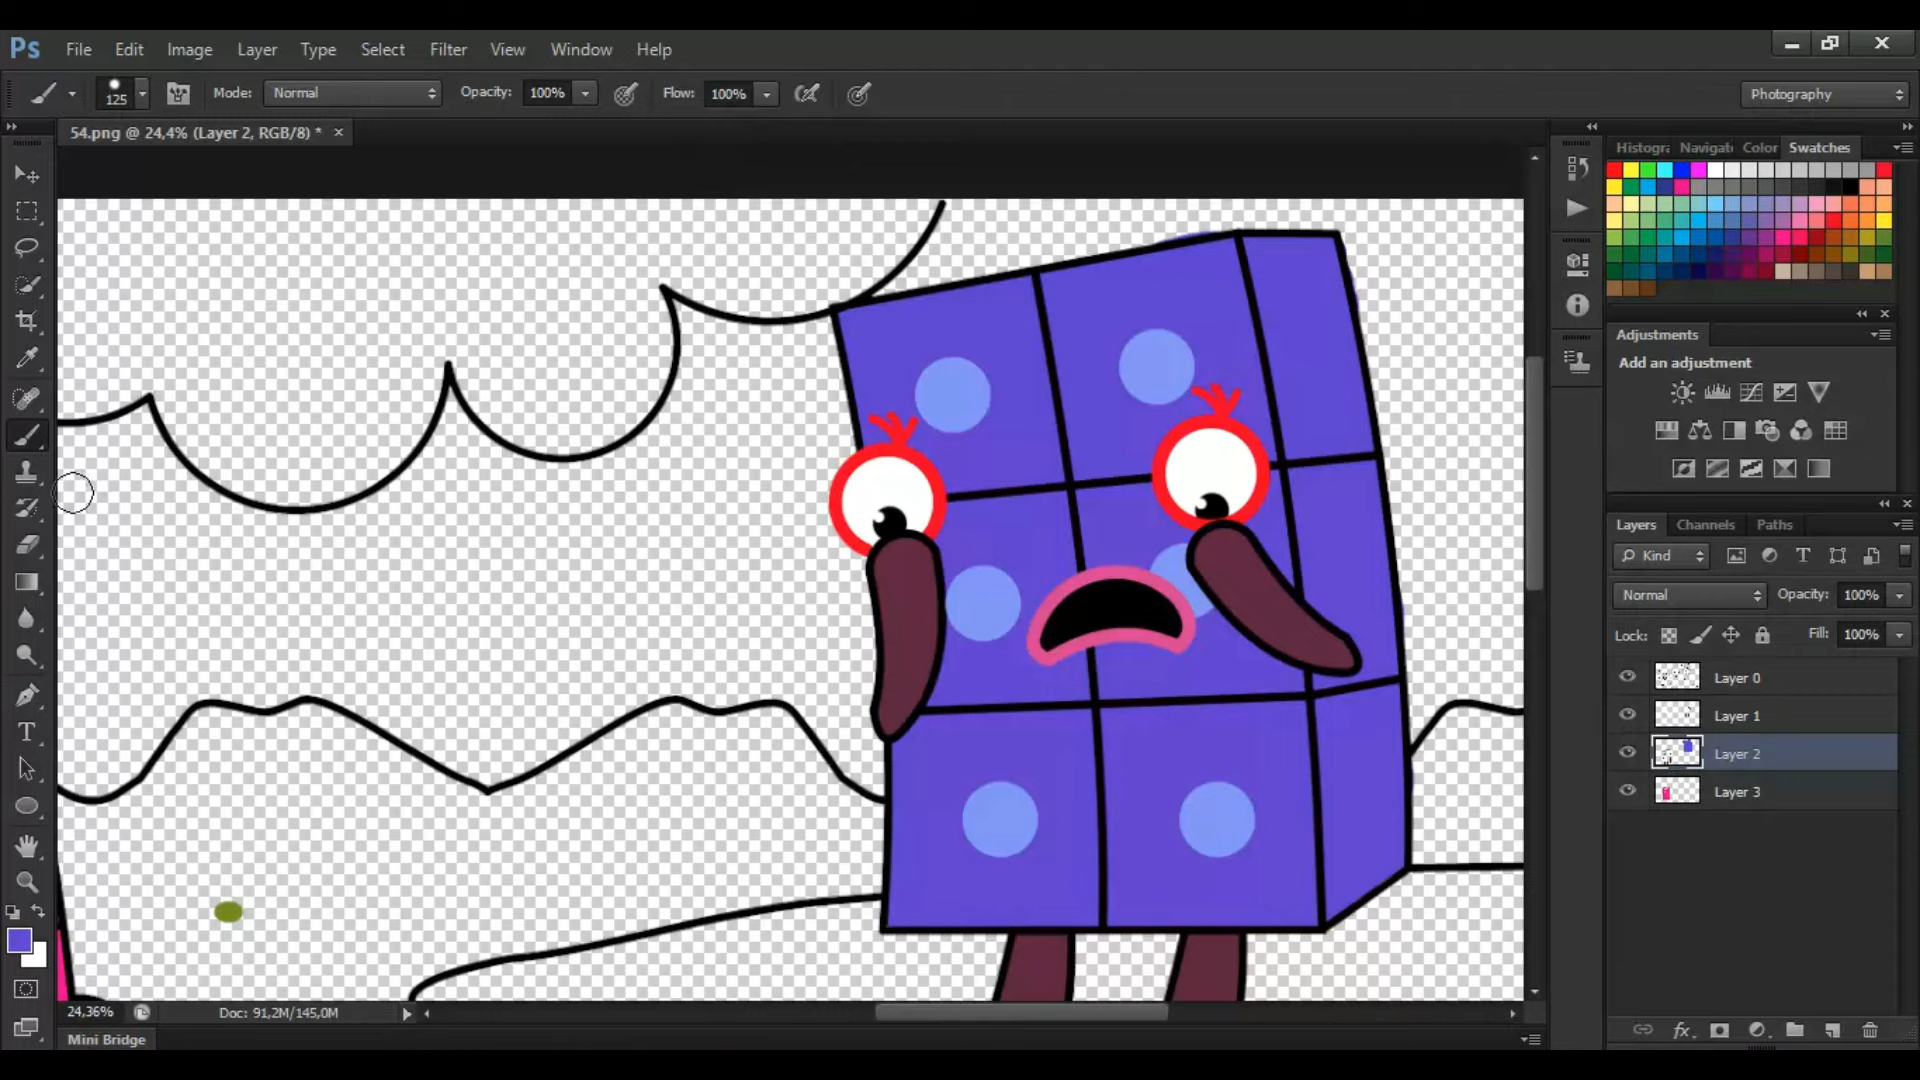 Ps File Edit Image Layer Type Select Filter View Window Help
125 Mode: Normal Opacity: 100% Flow: 100% Photography
54.png @ 24,4% (Layer 2, RGB/8) * ×
Histogra Navigati Color Swatches
Adjustments
Add an adjustment
Layers Channels Paths
Kind
Normal Opacity: 100%
Lock: Fill: 100%
Layer 0
Layer 1
Layer 2
Layer 3
24,36% Doc: 91,2M/145,0M
Mini Bridge